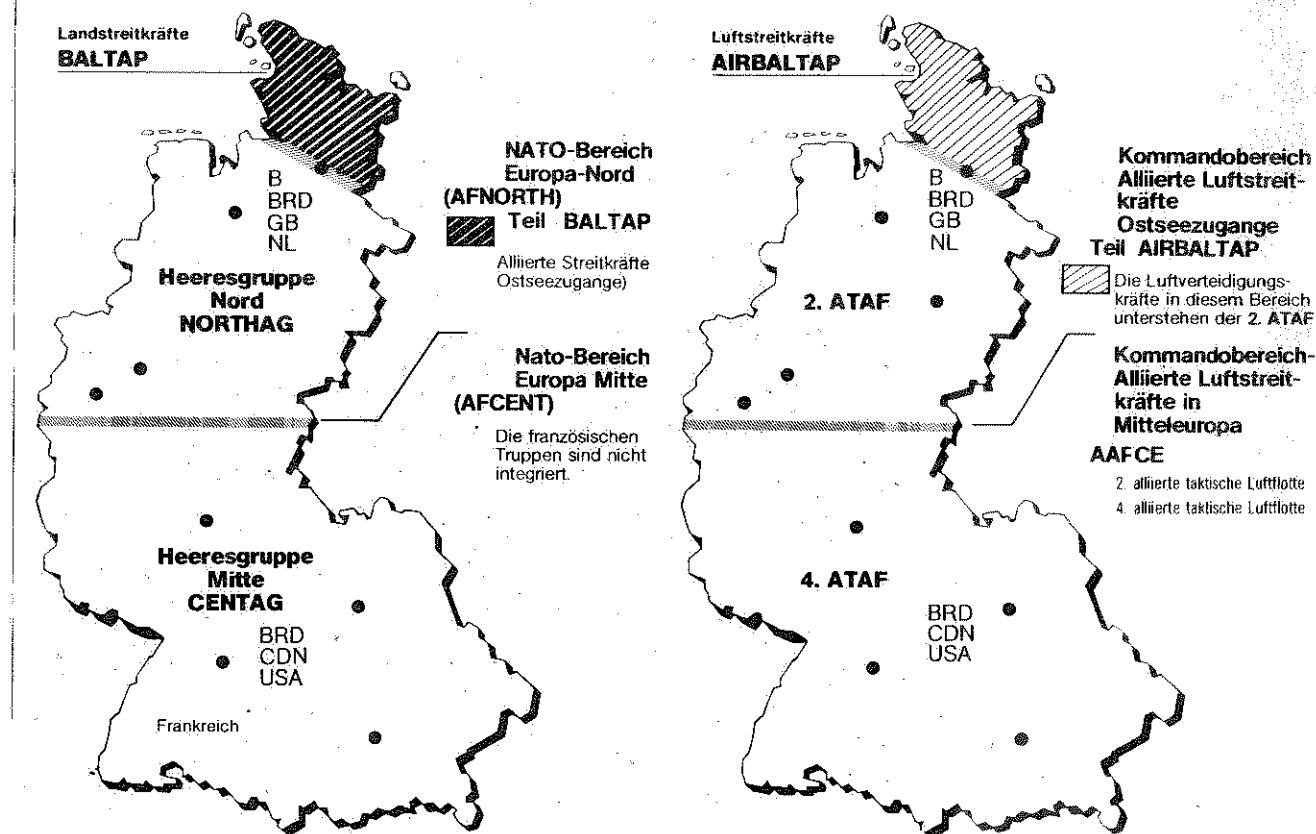 Landstreitkräfte
BALTAP
NATO-Bereich
Europa-Nord
(AFNORTH)
Teil BALTAP
Alliierte Streitkräfte
Ostseezugange)
B
BRD
GB
NL
Heeresgruppe
Nord
NORTHAG
Nato-Bereich
Europa Mitte
(AFCENT)
Die französischen
Truppen sind nicht
integriert.
Heeresgruppe
Mitte
CENTAG
BRD
CDN
USA
Frankreich
Luftstreitkräfte
AIRBALTAP
Kommandobereich
Alliierte Luftstreit-
kräfte
Ostseezugange
Teil AIRBALTAP
Die Luftverteidigungs-
kräfte in diesem Bereich
unterstehen der 2. ATAF
B
BRD
GB
NL
2. ATAF
Kommandobereich-
Alliierte Luftstreit-
kräfte in
Mitteleuropa
AAFCE
2. alliierte taktische Luftflotte
4. alliierte taktische Luftflotte
4. ATAF
BRD
CDN
USA